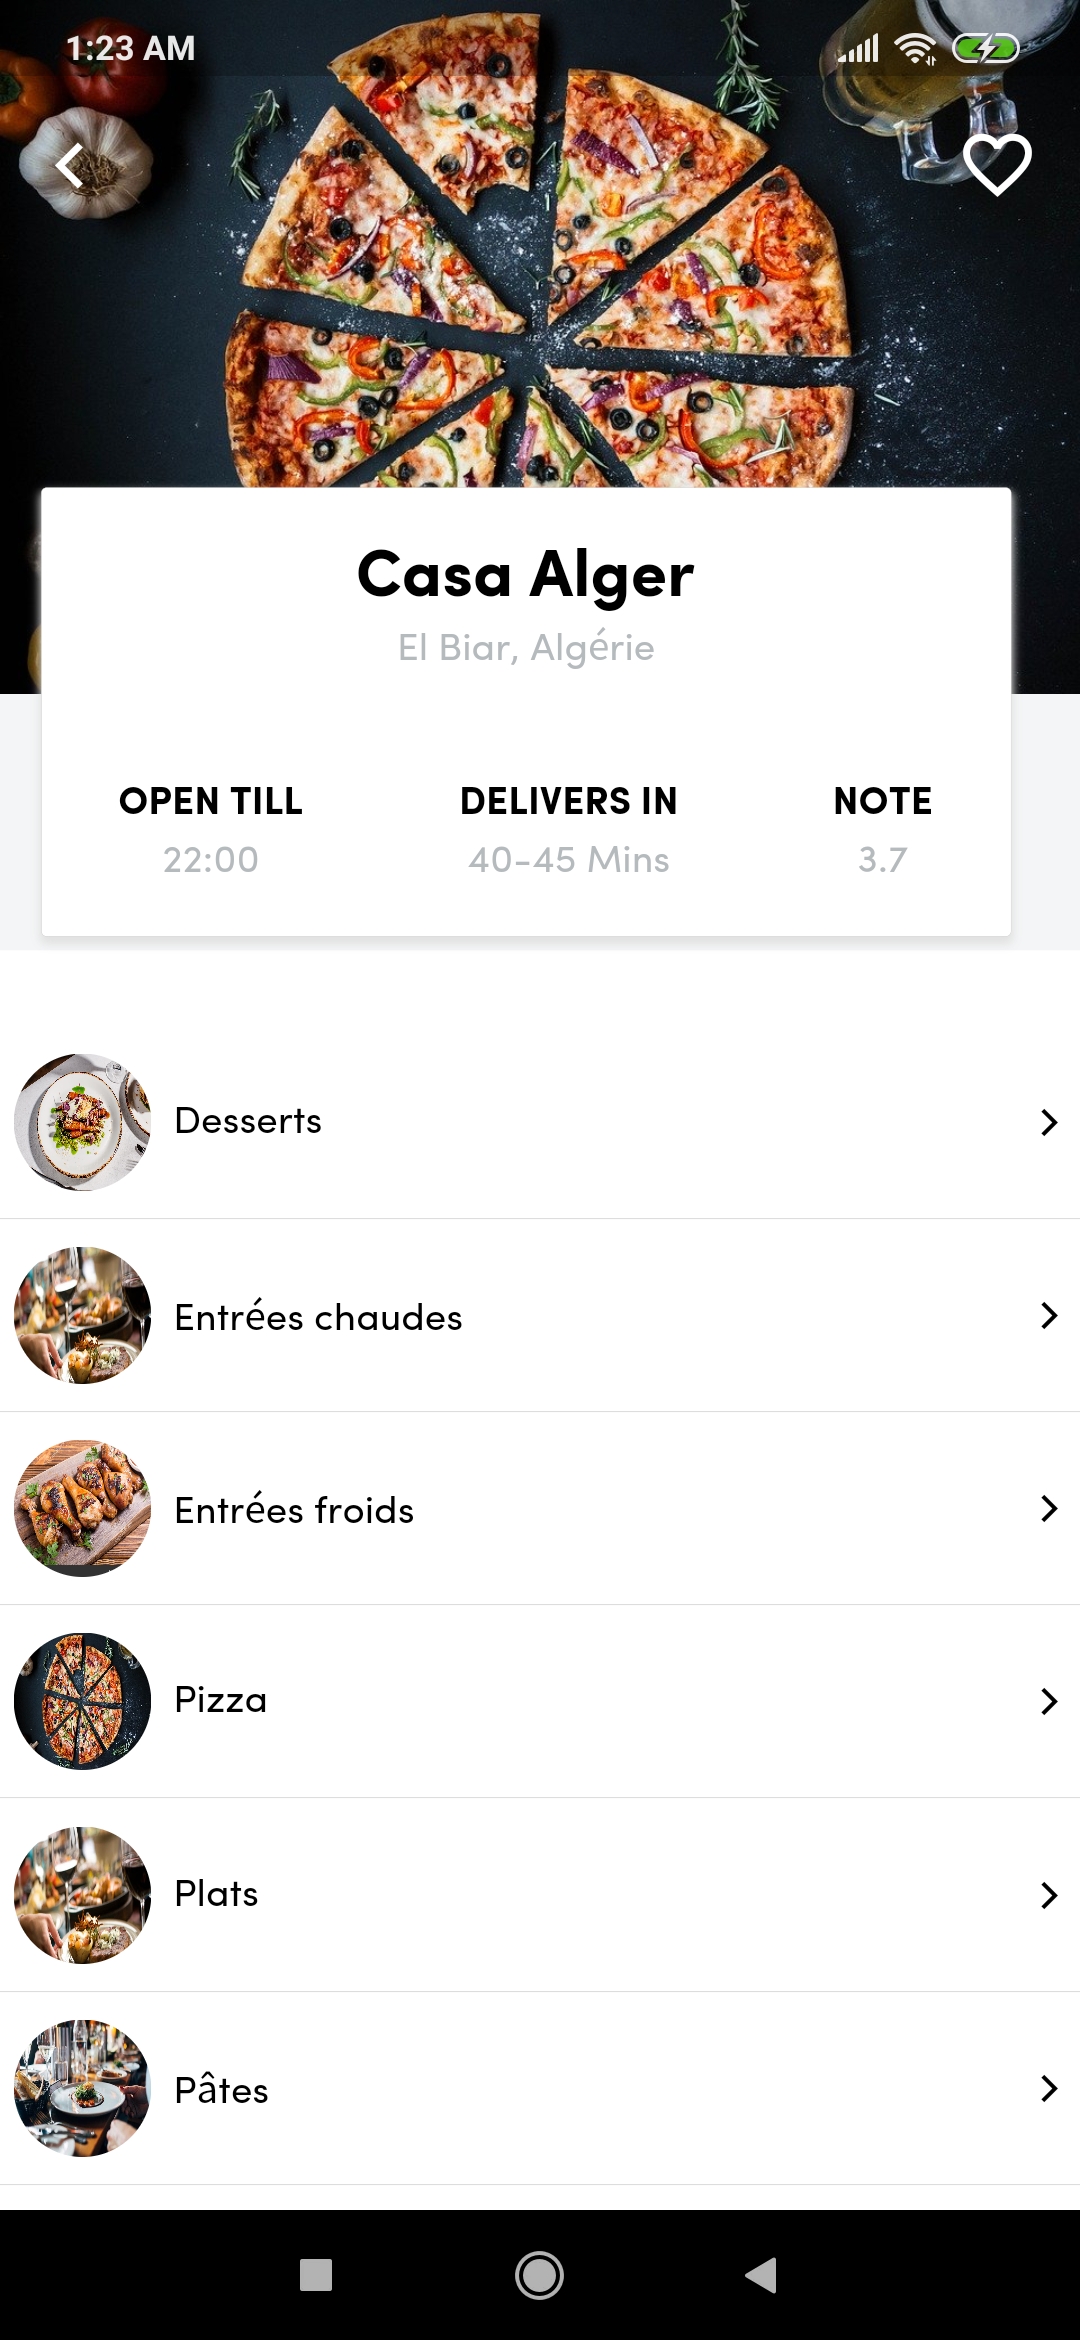 1:23 AM
Casa Alger
El Biar, Algérie
OPEN TILL DELIVERS IN NOTE
22:00 40-45 Mins 3.7
Desserts
Entrées chaudes
Entrées froids
Pizza
Plats
Pâtes